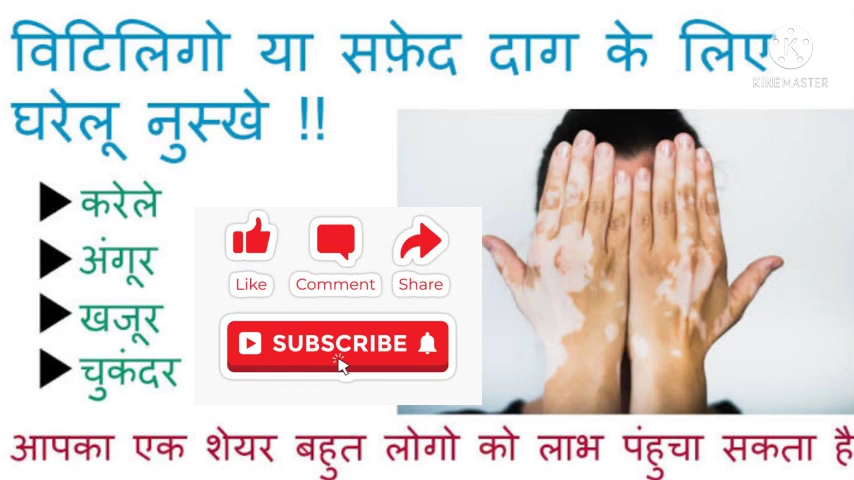 विटिलिगो या सफ़ेद दाग के लिए
KINEMASTER
घरेलू नुस्खे !!
करेले
अंगूर
खजूर
चुकंदर
Like
Comment
Share
SUBSCRIBE
आपका एक शेयर बहुत लोगो को लाभ पंहुचा सकता है